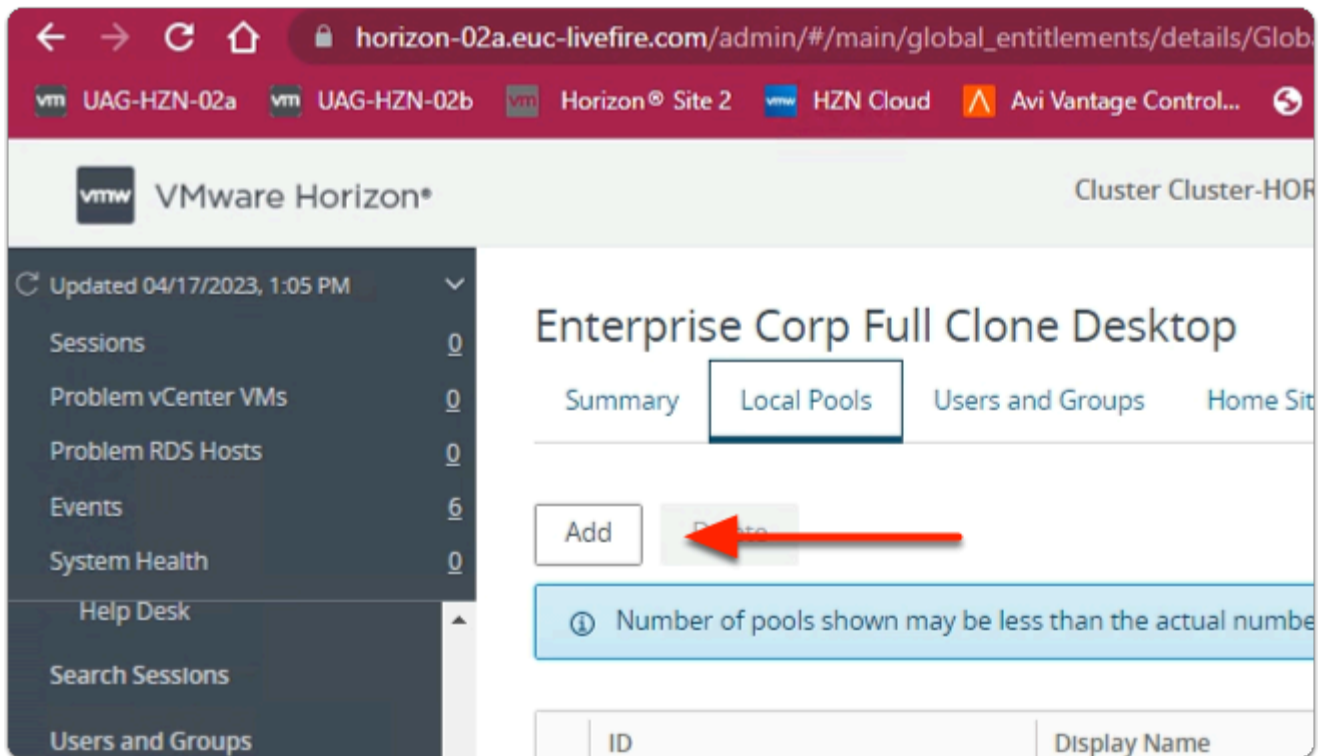 horizon-02a.euc-livefire.com/admin/#/main/global_entitlements/details/Glob
vm UAG-HZN-02a vm UAG-HZN-02b vm Horizon® Site 2 vmw HZN Cloud Avi Vantage Control...
vmw VMware Horizon® Cluster Cluster-HOR
Updated 04/17/2023, 1:05 PM
Sessions 0
Problem vCenter VMs 0
Problem RDS Hosts 0
Events 6
System Health 0
Help Desk
Search Sessions
Users and Groups
Enterprise Corp Full Clone Desktop
Summary Local Pools Users and Groups Home Sit
Add
Number of pools shown may be less than the actual numbe
ID Display Name